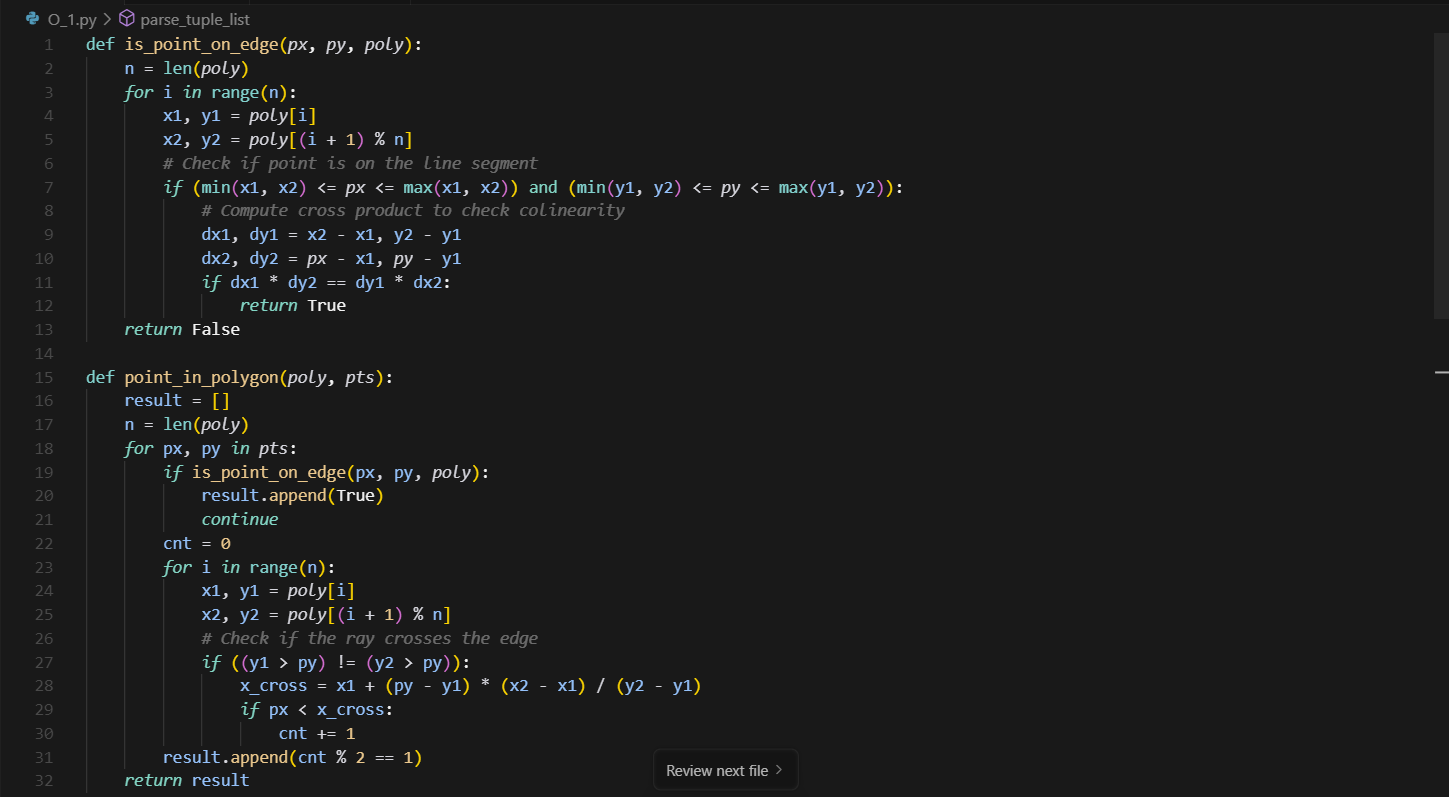 O_1.py > parse_tuple_list
1 def is_point_on_edge(px, py, poly):
2     n = len(poly)
3     for i in range(n):
4         x1, y1 = poly[i]
5         x2, y2 = poly[(i + 1) % n]
6         # Check if point is on the line segment
7         if (min(x1, x2) <= px <= max(x1, x2)) and (min(y1, y2) <= py <= max(y1, y2)):
8             # Compute cross product to check colinearity
9             dx1, dy1 = x2 - x1, y2 - y1
10             dx2, dy2 = px - x1, py - y1
11             if dx1 * dy2 == dy1 * dx2:
12                 return True
13     return False
14
15 def point_in_polygon(poly, pts):
16     result = []
17     n = len(poly)
18     for px, py in pts:
19         if is_point_on_edge(px, py, poly):
20             result.append(True)
21             continue
22         cnt = 0
23         for i in range(n):
24             x1, y1 = poly[i]
25             x2, y2 = poly[(i + 1) % n]
26             # Check if the ray crosses the edge
27             if ((y1 > py) != (y2 > py)):
28                 x_cross = x1 + (py - y1) * (x2 - x1) / (y2 - y1)
29                 if px < x_cross:
30                     cnt += 1
31         result.append(cnt % 2 == 1)
32     return result
Review next file >